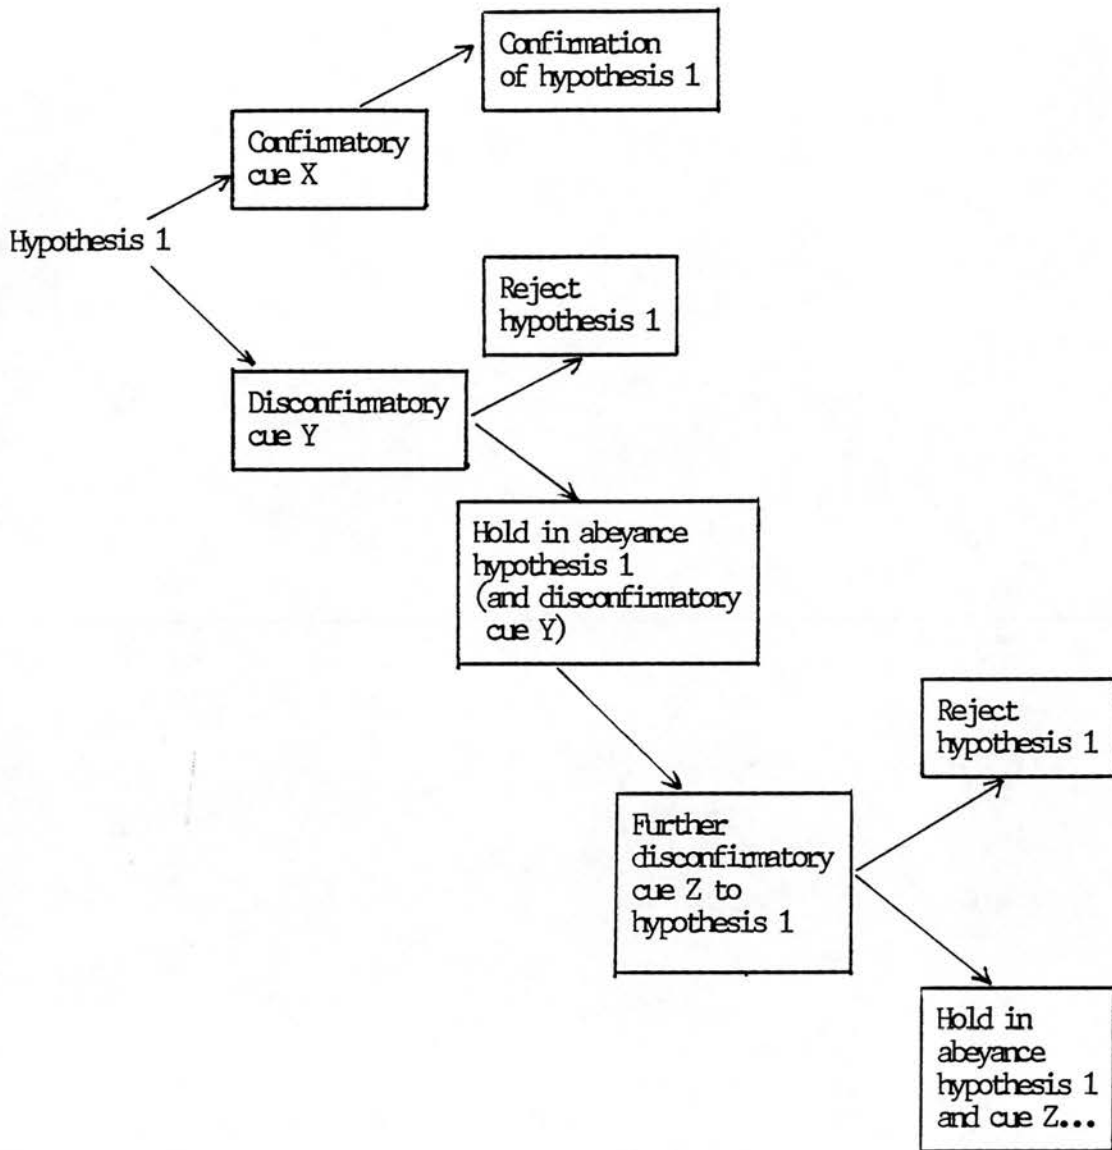 Confirmation
of hypothesis 1
Confirmatory
cue X
Hypothesis 1
Reject
hypothesis 1
Disconfirmatory
cue Y
Hold in abeyance
hypothesis 1
(and disconfirmatory
cue Y)
Reject
hypothesis 1
Further
disconfirmatory
cue Z to
hypothesis 1
Hold in
abeyance
hypothesis 1
and cue Z...